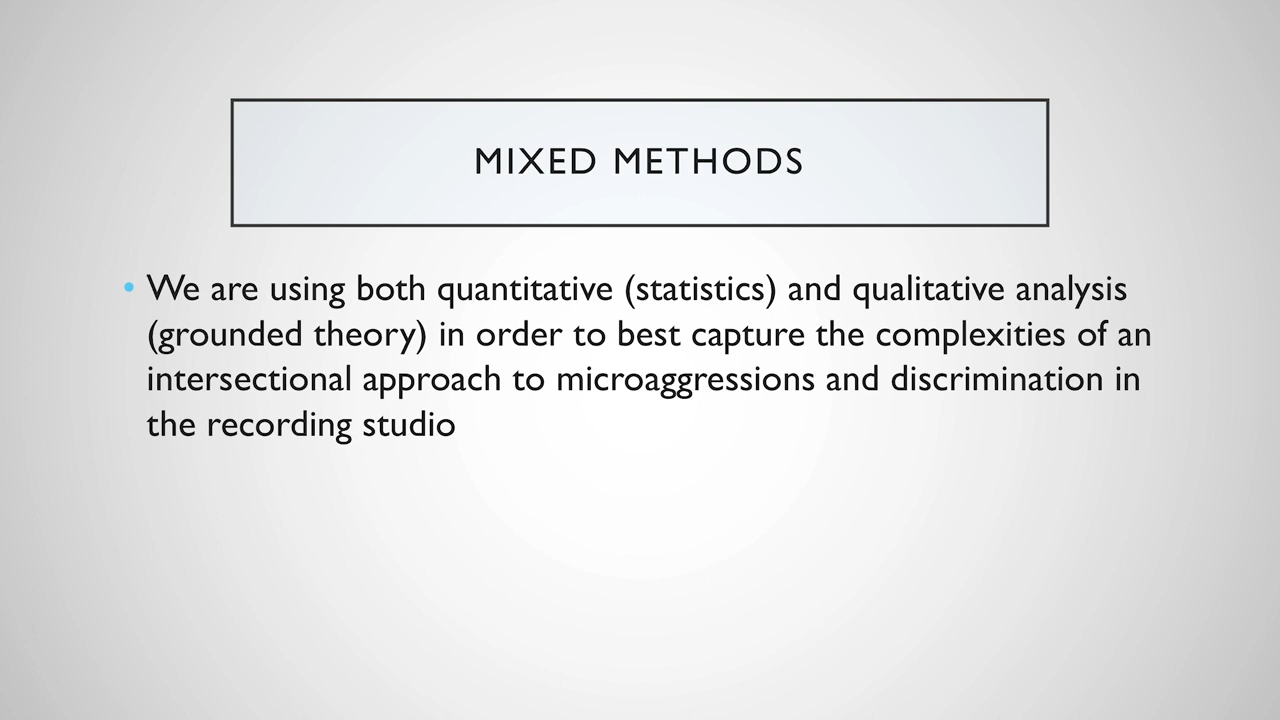 MIXED METHODS
• We are using both quantitative (statistics) and qualitative analysis
(grounded theory) in order to best capture the complexities of an
intersectional approach to microaggressions and discrimination in
the recording studio